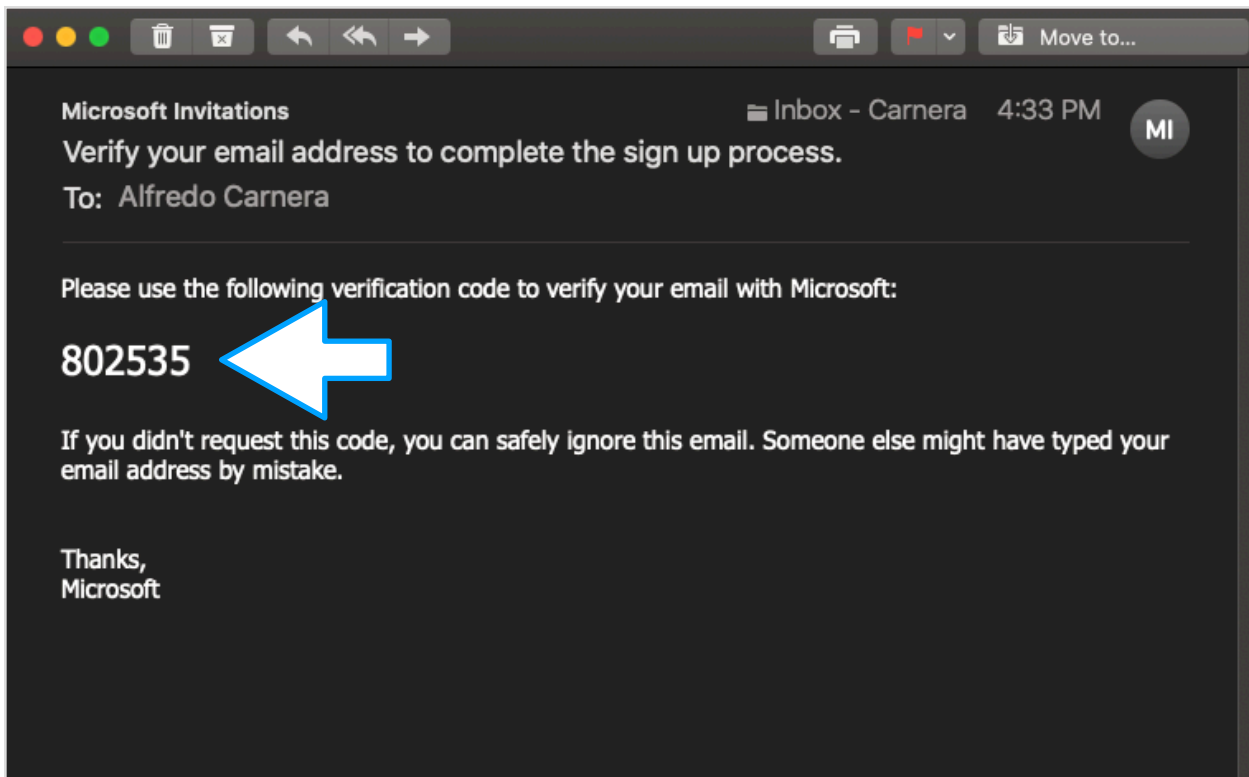 Move to...
Microsoft Invitations Inbox - Carnera 4:33 PM
MI
Verify your email address to complete the sign up process.
To: Alfredo Carnera
Please use the following verification code to verify your email with Microsoft:
802535
If you didn't request this code, you can safely ignore this email. Someone else might have typed your
email address by mistake.
Thanks,
Microsoft